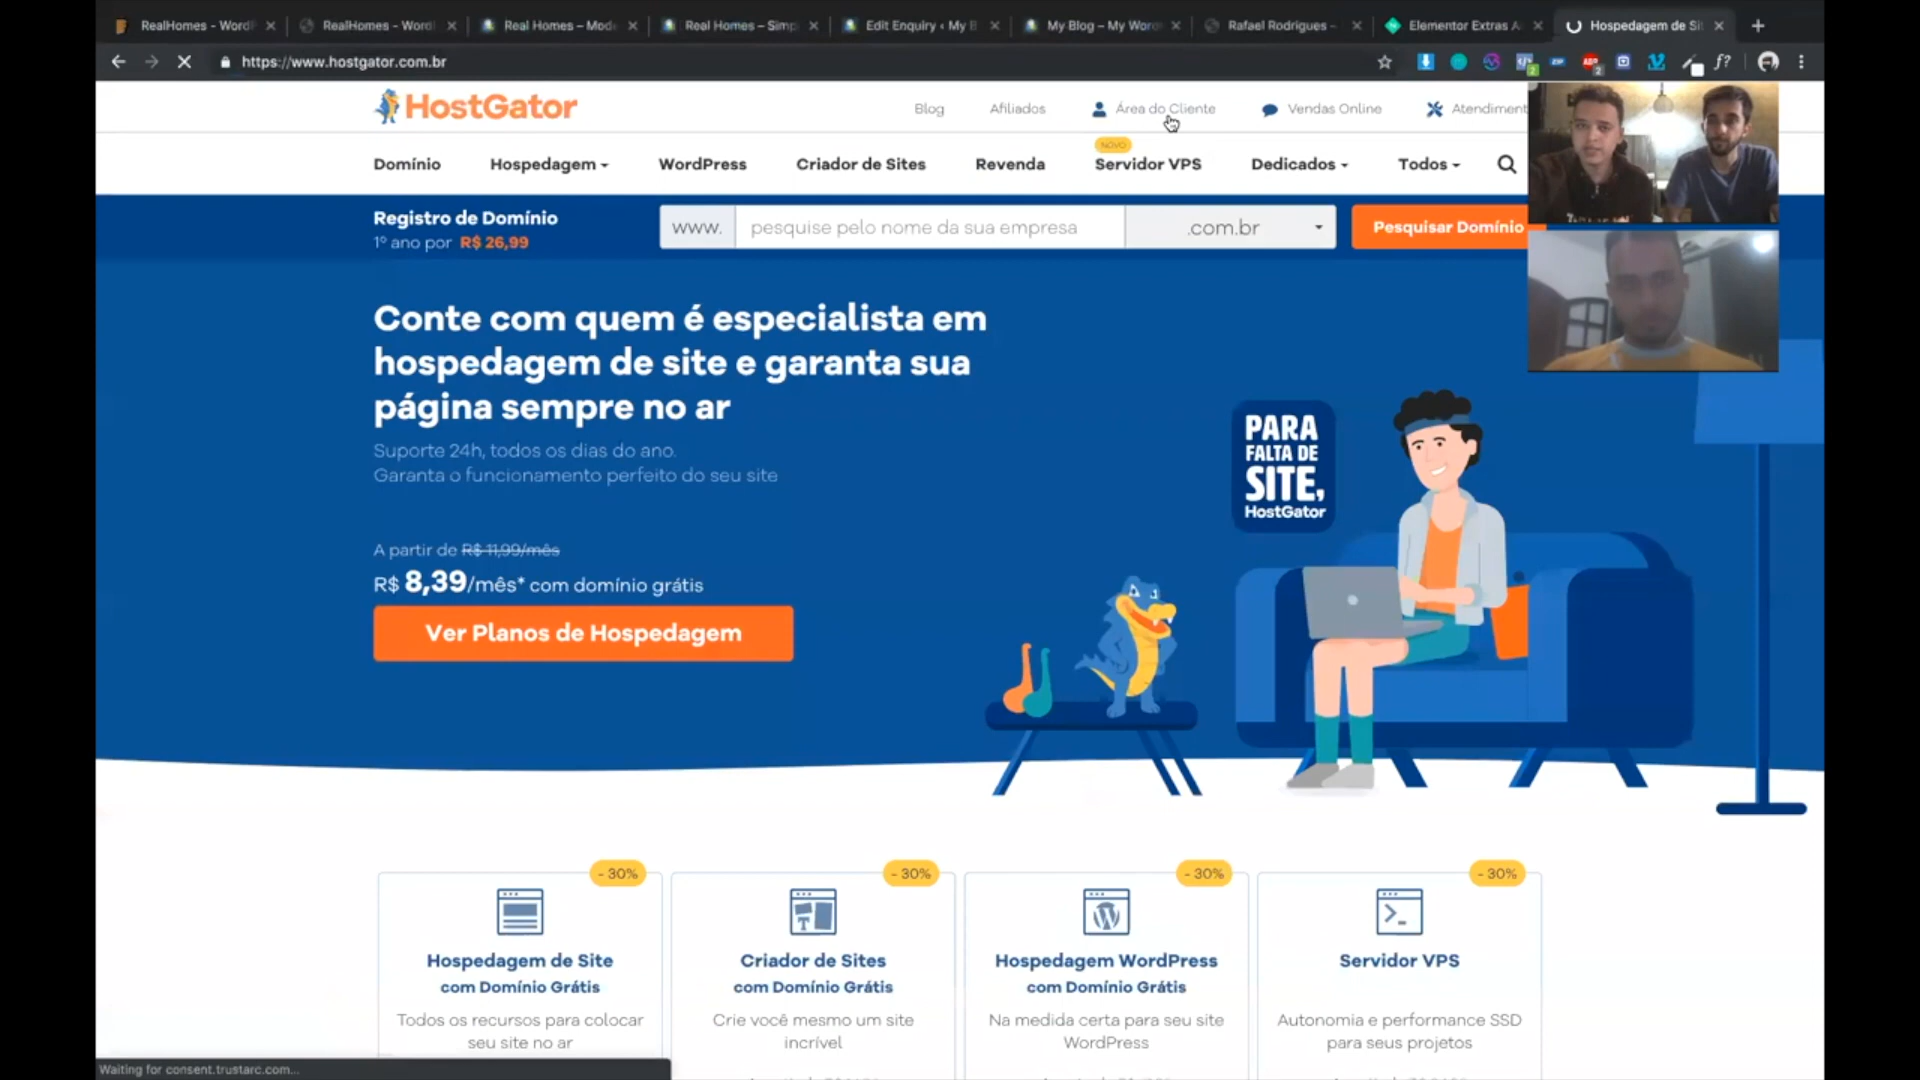 RealHomes - WordP
RealHomes - Word
Real Homes – Mode
Real Homes – Simp
Edit Enquiry ‹ My B
My Blog – My Wor
Rafael Rodrigues –
Elementor Extras A
Hospedagem de Si
https://www.hostgator.com.br
HostGator
Blog
Afiliados
Área do Cliente
Vendas Online
Atendiment
NOVO
Domínio
Hospedagem
WordPress
Criador de Sites
Revenda
Servidor VPS
Dedicados
Todos
Registro de Domínio
1º ano por R$ 26,99
www.
pesquise pelo nome da sua empresa
.com.br
Pesquisar Domínio
Conte com quem é especialista em
hospedagem de site e garanta sua
página sempre no ar
Suporte 24h, todos os dias do ano.
Garanta o funcionamento perfeito do seu site
PARA
FALTA DE
SITE,
HostGator
A partir de R$ 11,99/mês
R$ 8,39/mês* com domínio grátis
Ver Planos de Hospedagem
- 30%
Hospedagem de Site
com Domínio Grátis
Todos os recursos para colocar
seu site no ar
- 30%
Criador de Sites
com Domínio Grátis
Crie você mesmo um site
incrível
- 30%
Hospedagem WordPress
com Domínio Grátis
Na medida certa para seu site
WordPress
- 30%
Servidor VPS
Autonomia e performance SSD
para seus projetos
Waiting for consent.trustarc.com...